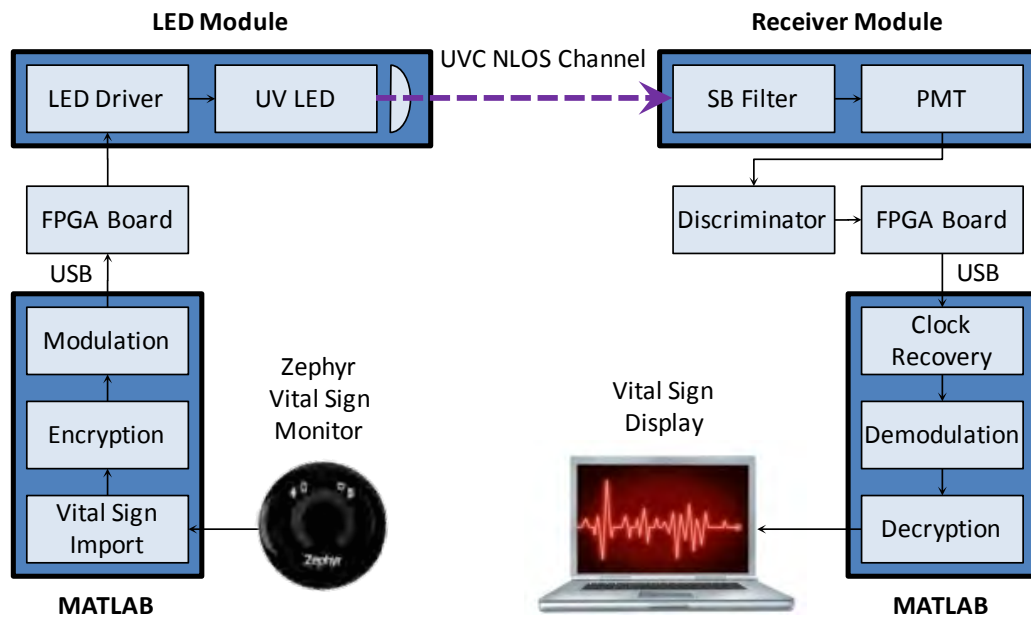 LED Module
Receiver Module
UVC NLOS Channel
LED Driver
UV LED
SB Filter
PMT
FPGA Board
Discriminator
FPGA Board
USB
USB
Modulation
Encryption
Vital Sign
Import
MATLAB
Zephyr
Vital Sign
Monitor
Zephyr
Vital Sign
Display
Clock
Recovery
Demodulation
Decryption
MATLAB